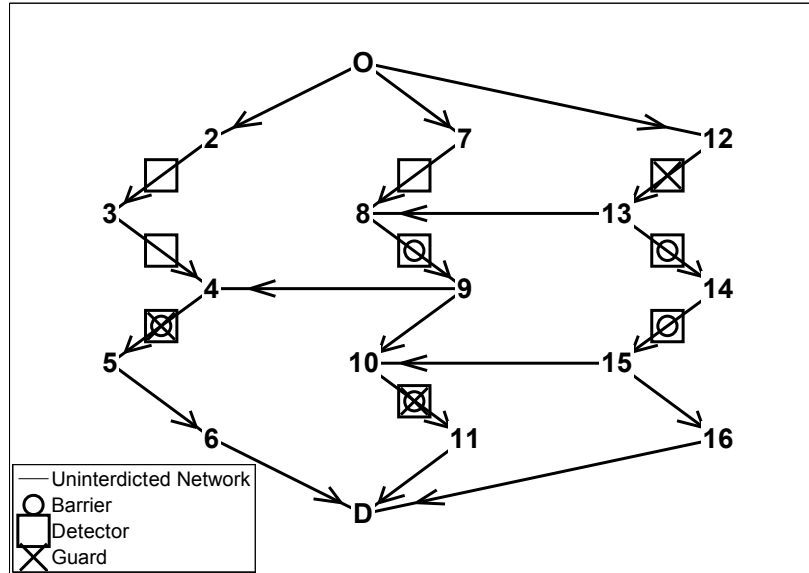 O
2 7 12
3 8 13
4 9 14
5 10 15
6 11 16
D
Uninterdicted Network
Barrier
Detector
Guard